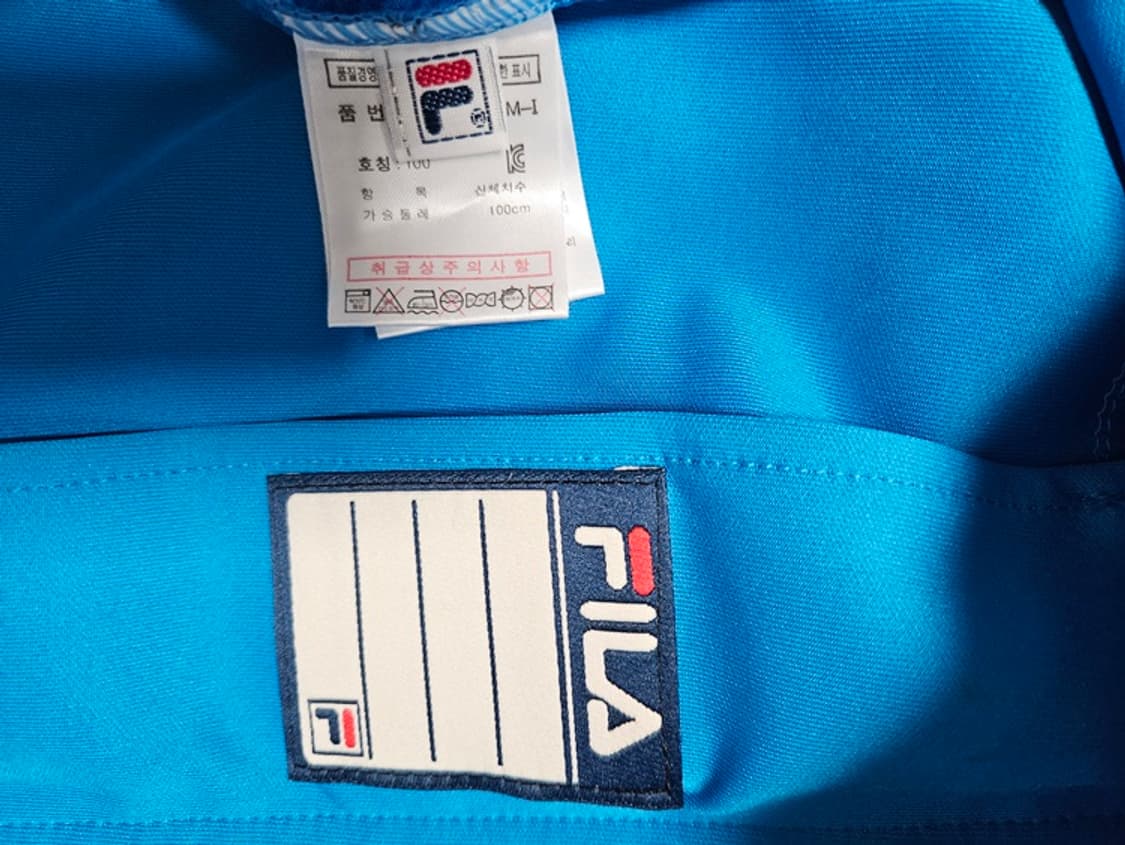 품질경영 한 표시
품 번 M-I
호칭 : 100
항 목 신체치수
가슴둘레 100cm
취급상주의사항
FILA